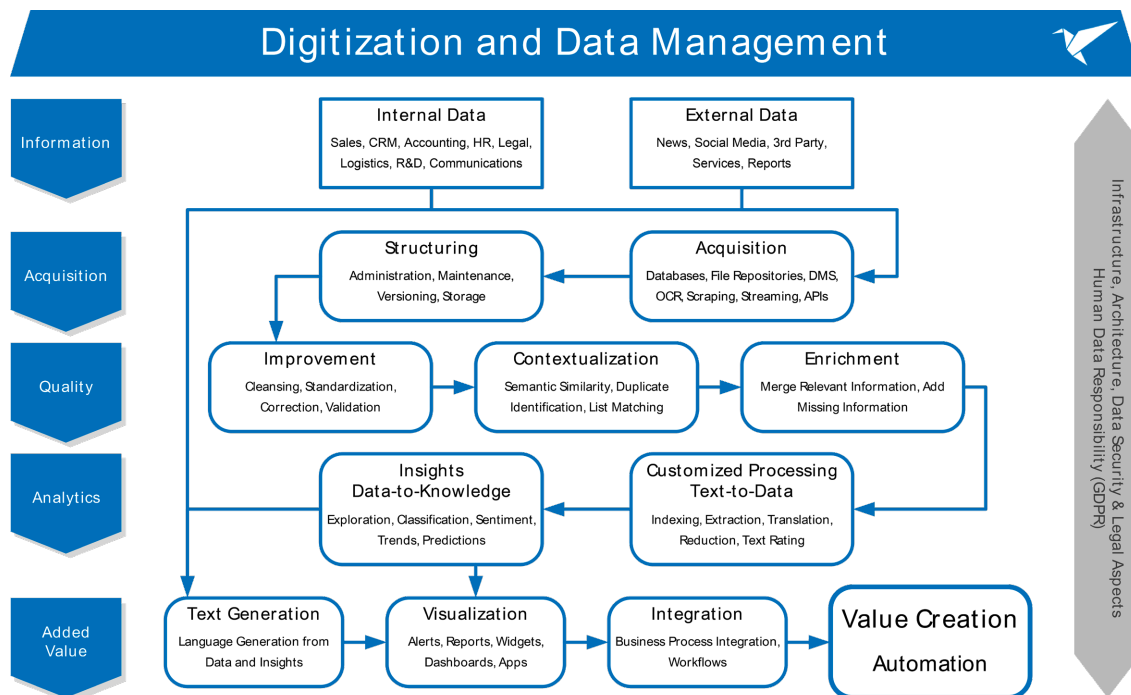 Digitization and Data Management
Information
Internal Data
Sales, CRM, Accounting, HR, Legal,
Logistics, R&D, Communications
External Data
News, Social Media, 3rd Party,
Services, Reports
Acquisition
Structuring
Administration, Maintenance,
Versioning, Storage
Acquisition
Databases, File Repositories, DMS,
OCR, Scraping, Streaming, APIs
Quality
Improvement
Cleansing, Standardization,
Correction, Validation
Contextualization
Semantic Similarity, Duplicate
Identification, List Matching
Enrichment
Merge Relevant Information, Add
Missing Information
Analytics
Insights
Data-to-Knowledge
Exploration, Classification, Sentiment,
Trends, Predictions
Customized Processing
Text-to-Data
Indexing, Extraction, Translation,
Reduction, Text Rating
Added
Value
Text Generation
Language Generation from
Data and Insights
Visualization
Alerts, Reports, Widgets,
Dashboards, Apps
Integration
Business Process Integration,
Workflows
Value Creation
Automation
Infrastructure, Architecture, Data Security & Legal Aspects
Human Data Responsibility (GDPR)